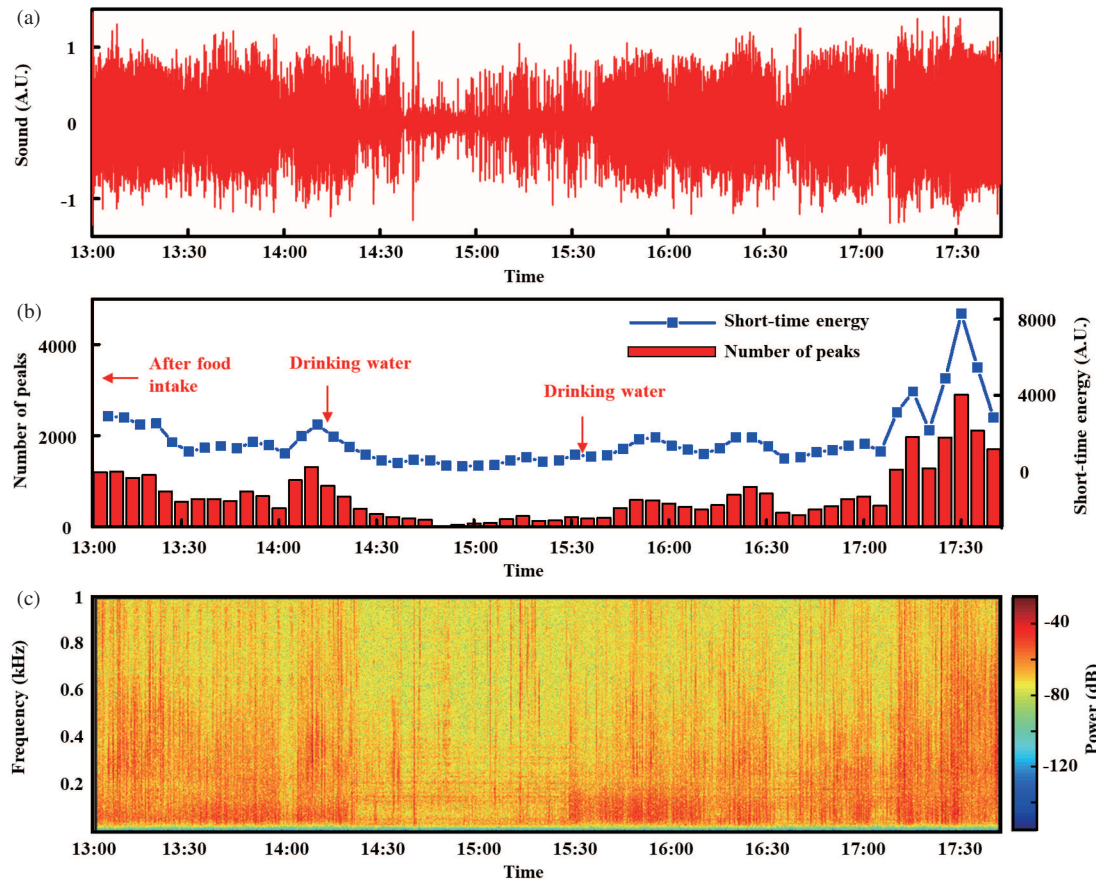 (a)
Sound (A.U.)
1
0
-1
13:00 13:30 14:00 14:30 15:00 15:30 16:00 16:30 17:00 17:30
Time
(b)
Number of peaks
4000
2000
0
After food
intake
Drinking water
Drinking water
Short-time energy
Number of peaks
8000
4000
0
Short-time energy (A.U.)
13:00 13:30 14:00 14:30 15:00 15:30 16:00 16:30 17:00 17:30
Time
(c)
Frequency (kHz)
1
0.8
0.6
0.4
0.2
-40
-80
-120
Power (dB)
13:00 13:30 14:00 14:30 15:00 15:30 16:00 16:30 17:00 17:30
Time